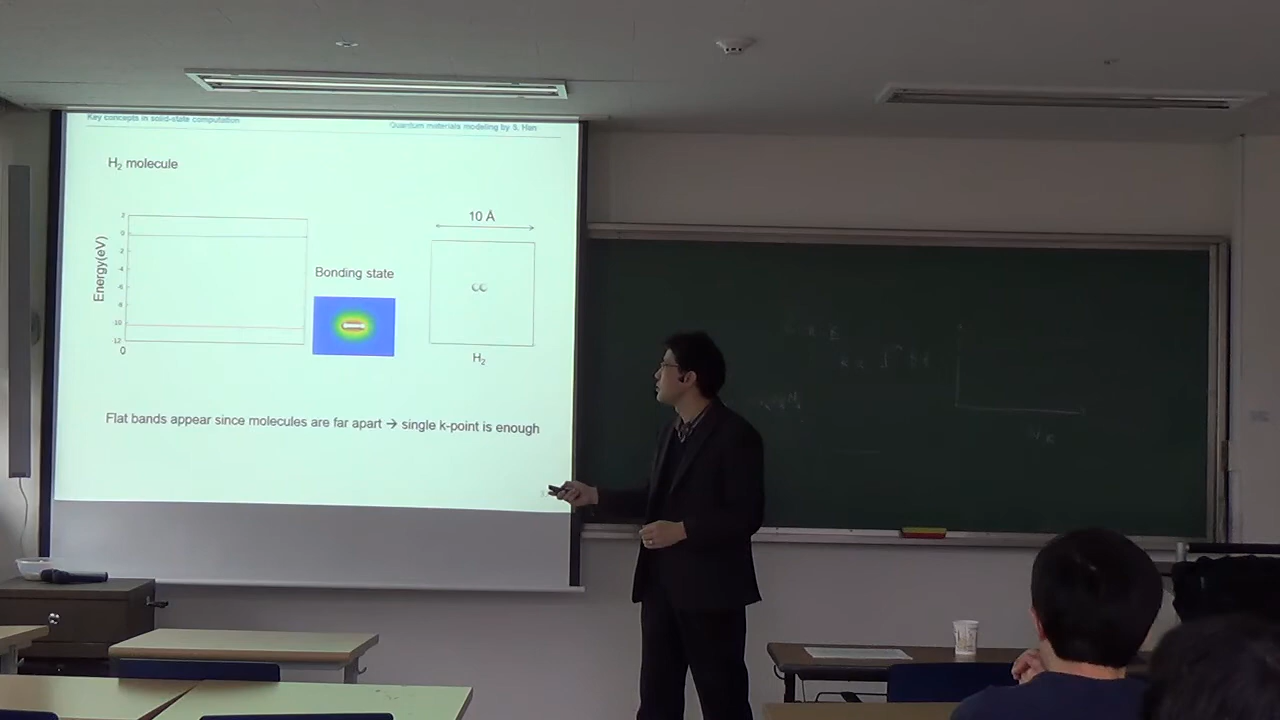 Key concepts in solid-state computation
Quantum materials modeling by S. Han
H2 molecule
10 Å
2
0
-2
-4
-6
8
10
12
Energy(eV)
0
Bonding state
H2
Flat bands appear since molecules are far apart → single k-point is enough